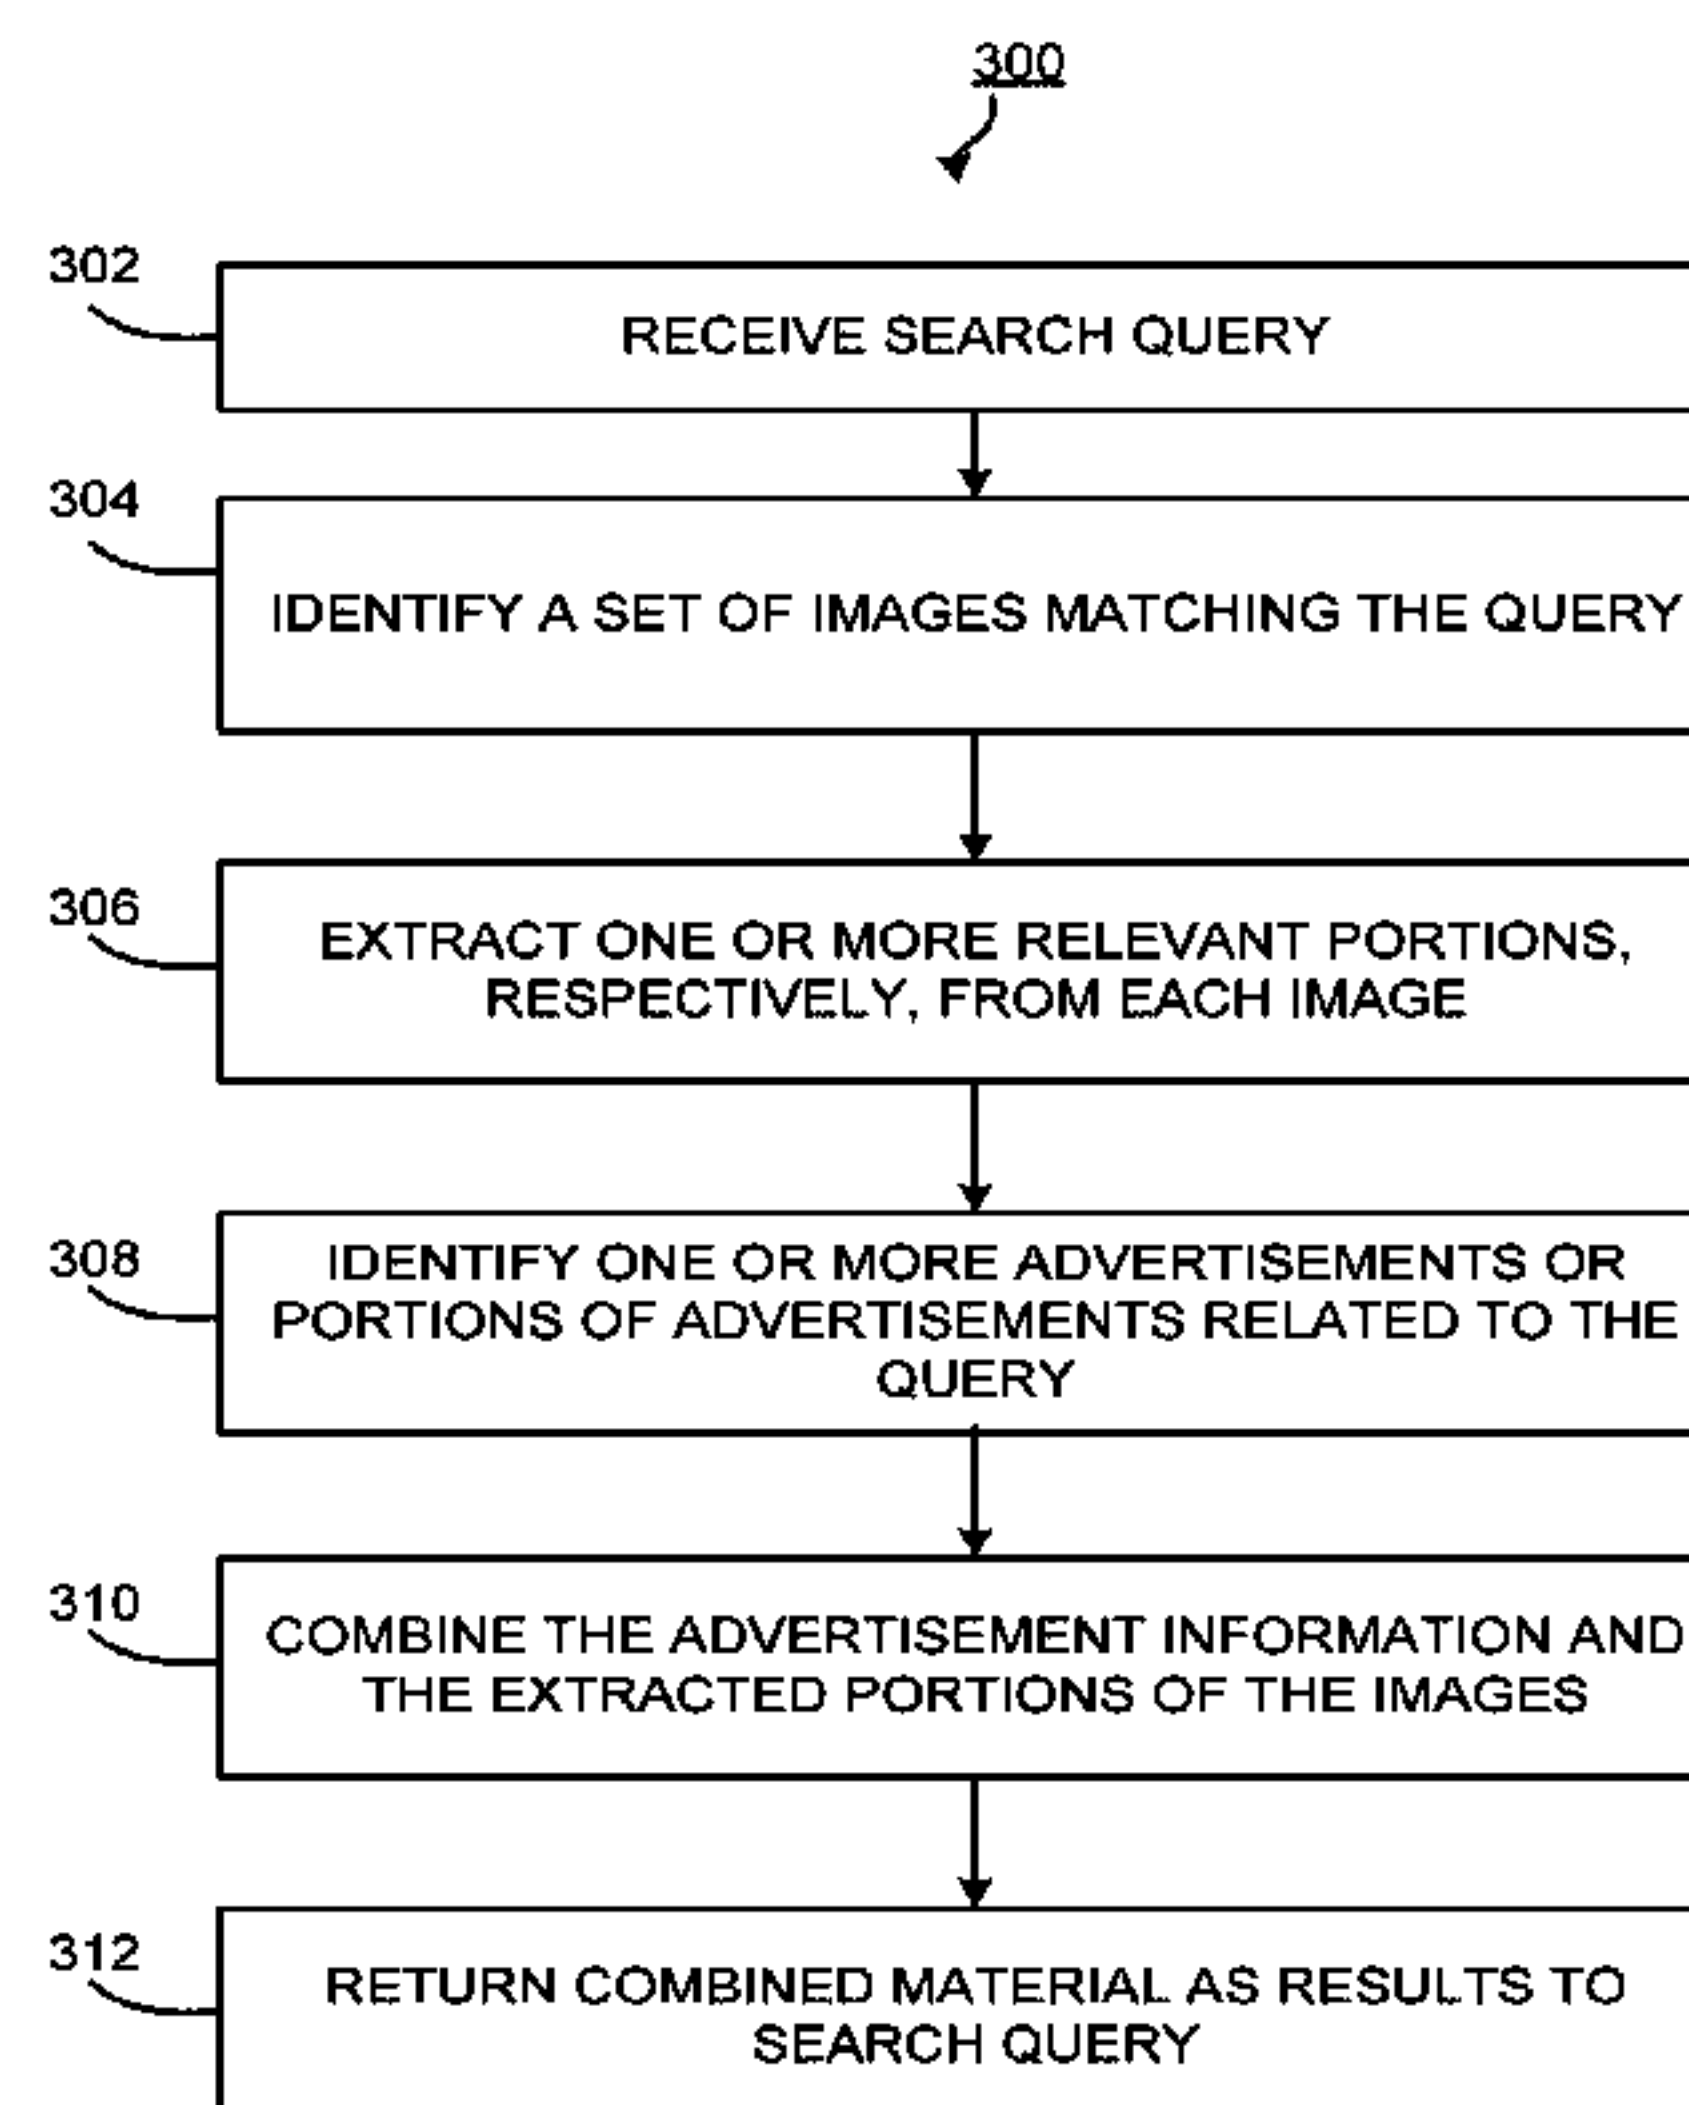 300
302
RECEIVE SEARCH QUERY
304
IDENTIFY A SET OF IMAGES MATCHING THE QUERY
306
EXTRACT ONE OR MORE RELEVANT PORTIONS,
RESPECTIVELY, FROM EACH IMAGE
308
IDENTIFY ONE OR MORE ADVERTISEMENTS OR
PORTIONS OF ADVERTISEMENTS RELATED TO THE
QUERY
310
COMBINE THE ADVERTISEMENT INFORMATION AND
THE EXTRACTED PORTIONS OF THE IMAGES
312
RETURN COMBINED MATERIAL AS RESULTS TO
SEARCH QUERY